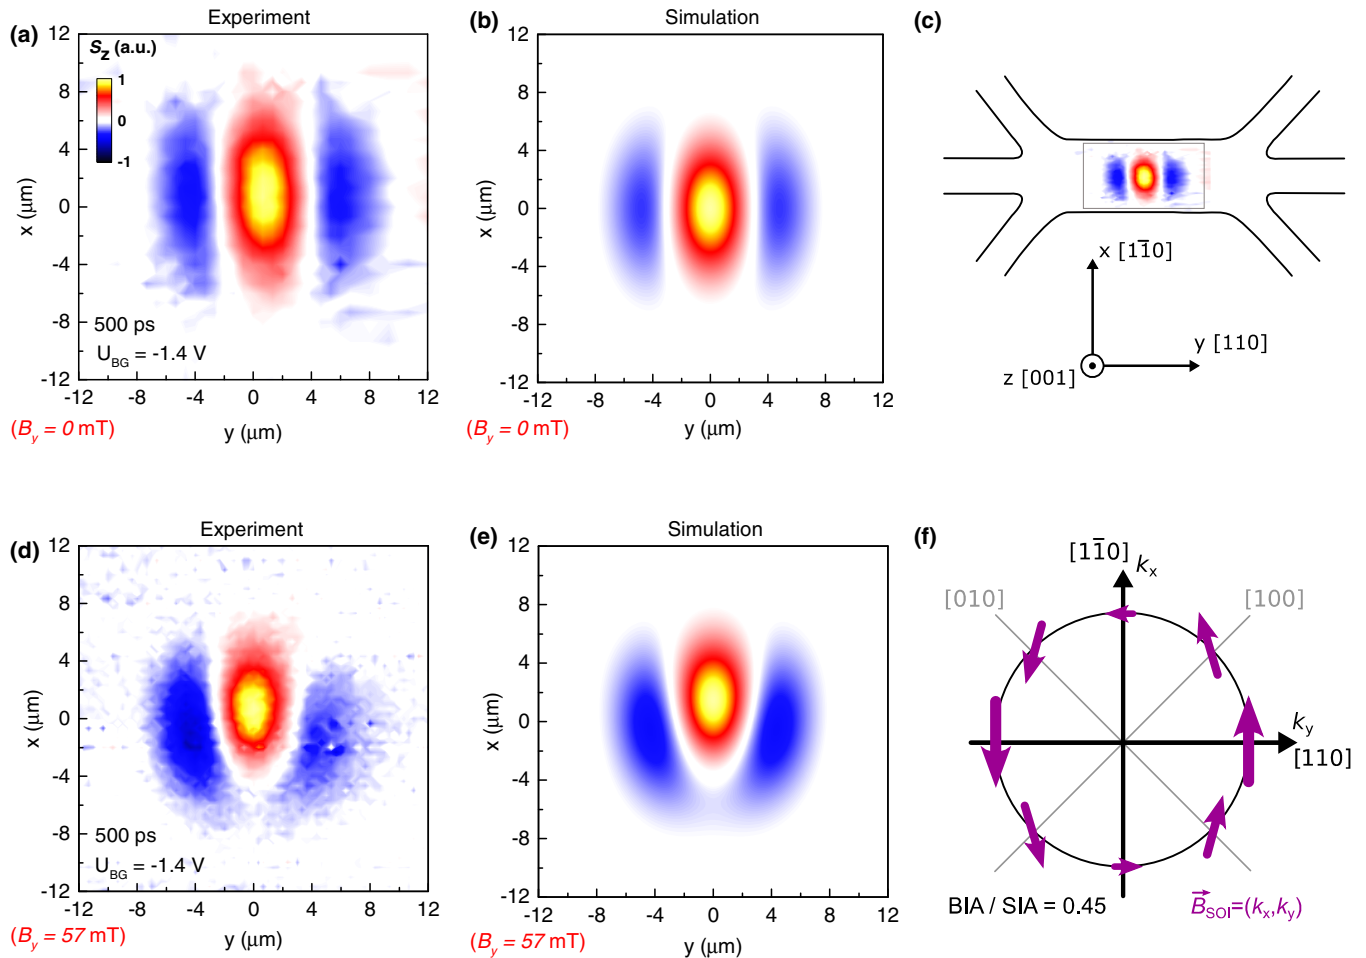 (a)
Experiment
S_z (a.u.)
1
0
-1
12
8
4
0
-4
-8
-12
x (μm)
500 ps
U_BG = -1.4 V
-12
-8
-4
0
4
8
12
(B_y = 0 mT)
y (μm)
(b)
Simulation
12
8
4
0
-4
-8
-12
x (μm)
-12
-8
-4
0
4
8
12
(B_y = 0 mT)
y (μm)
(c)
x [11̅0]
y [110]
z [001]
(d)
Experiment
12
8
4
0
-4
-8
-12
x (μm)
500 ps
U_BG = -1.4 V
-12
-8
-4
0
4
8
12
(B_y = 57 mT)
y (μm)
(e)
Simulation
12
8
4
0
-4
-8
-12
x (μm)
-12
-8
-4
0
4
8
12
(B_y = 57 mT)
y (μm)
(f)
[11̅0]
k_x
[010]
[100]
k_y
[110]
BIA / SIA = 0.45
B⃗_SOI=(k_x,k_y)